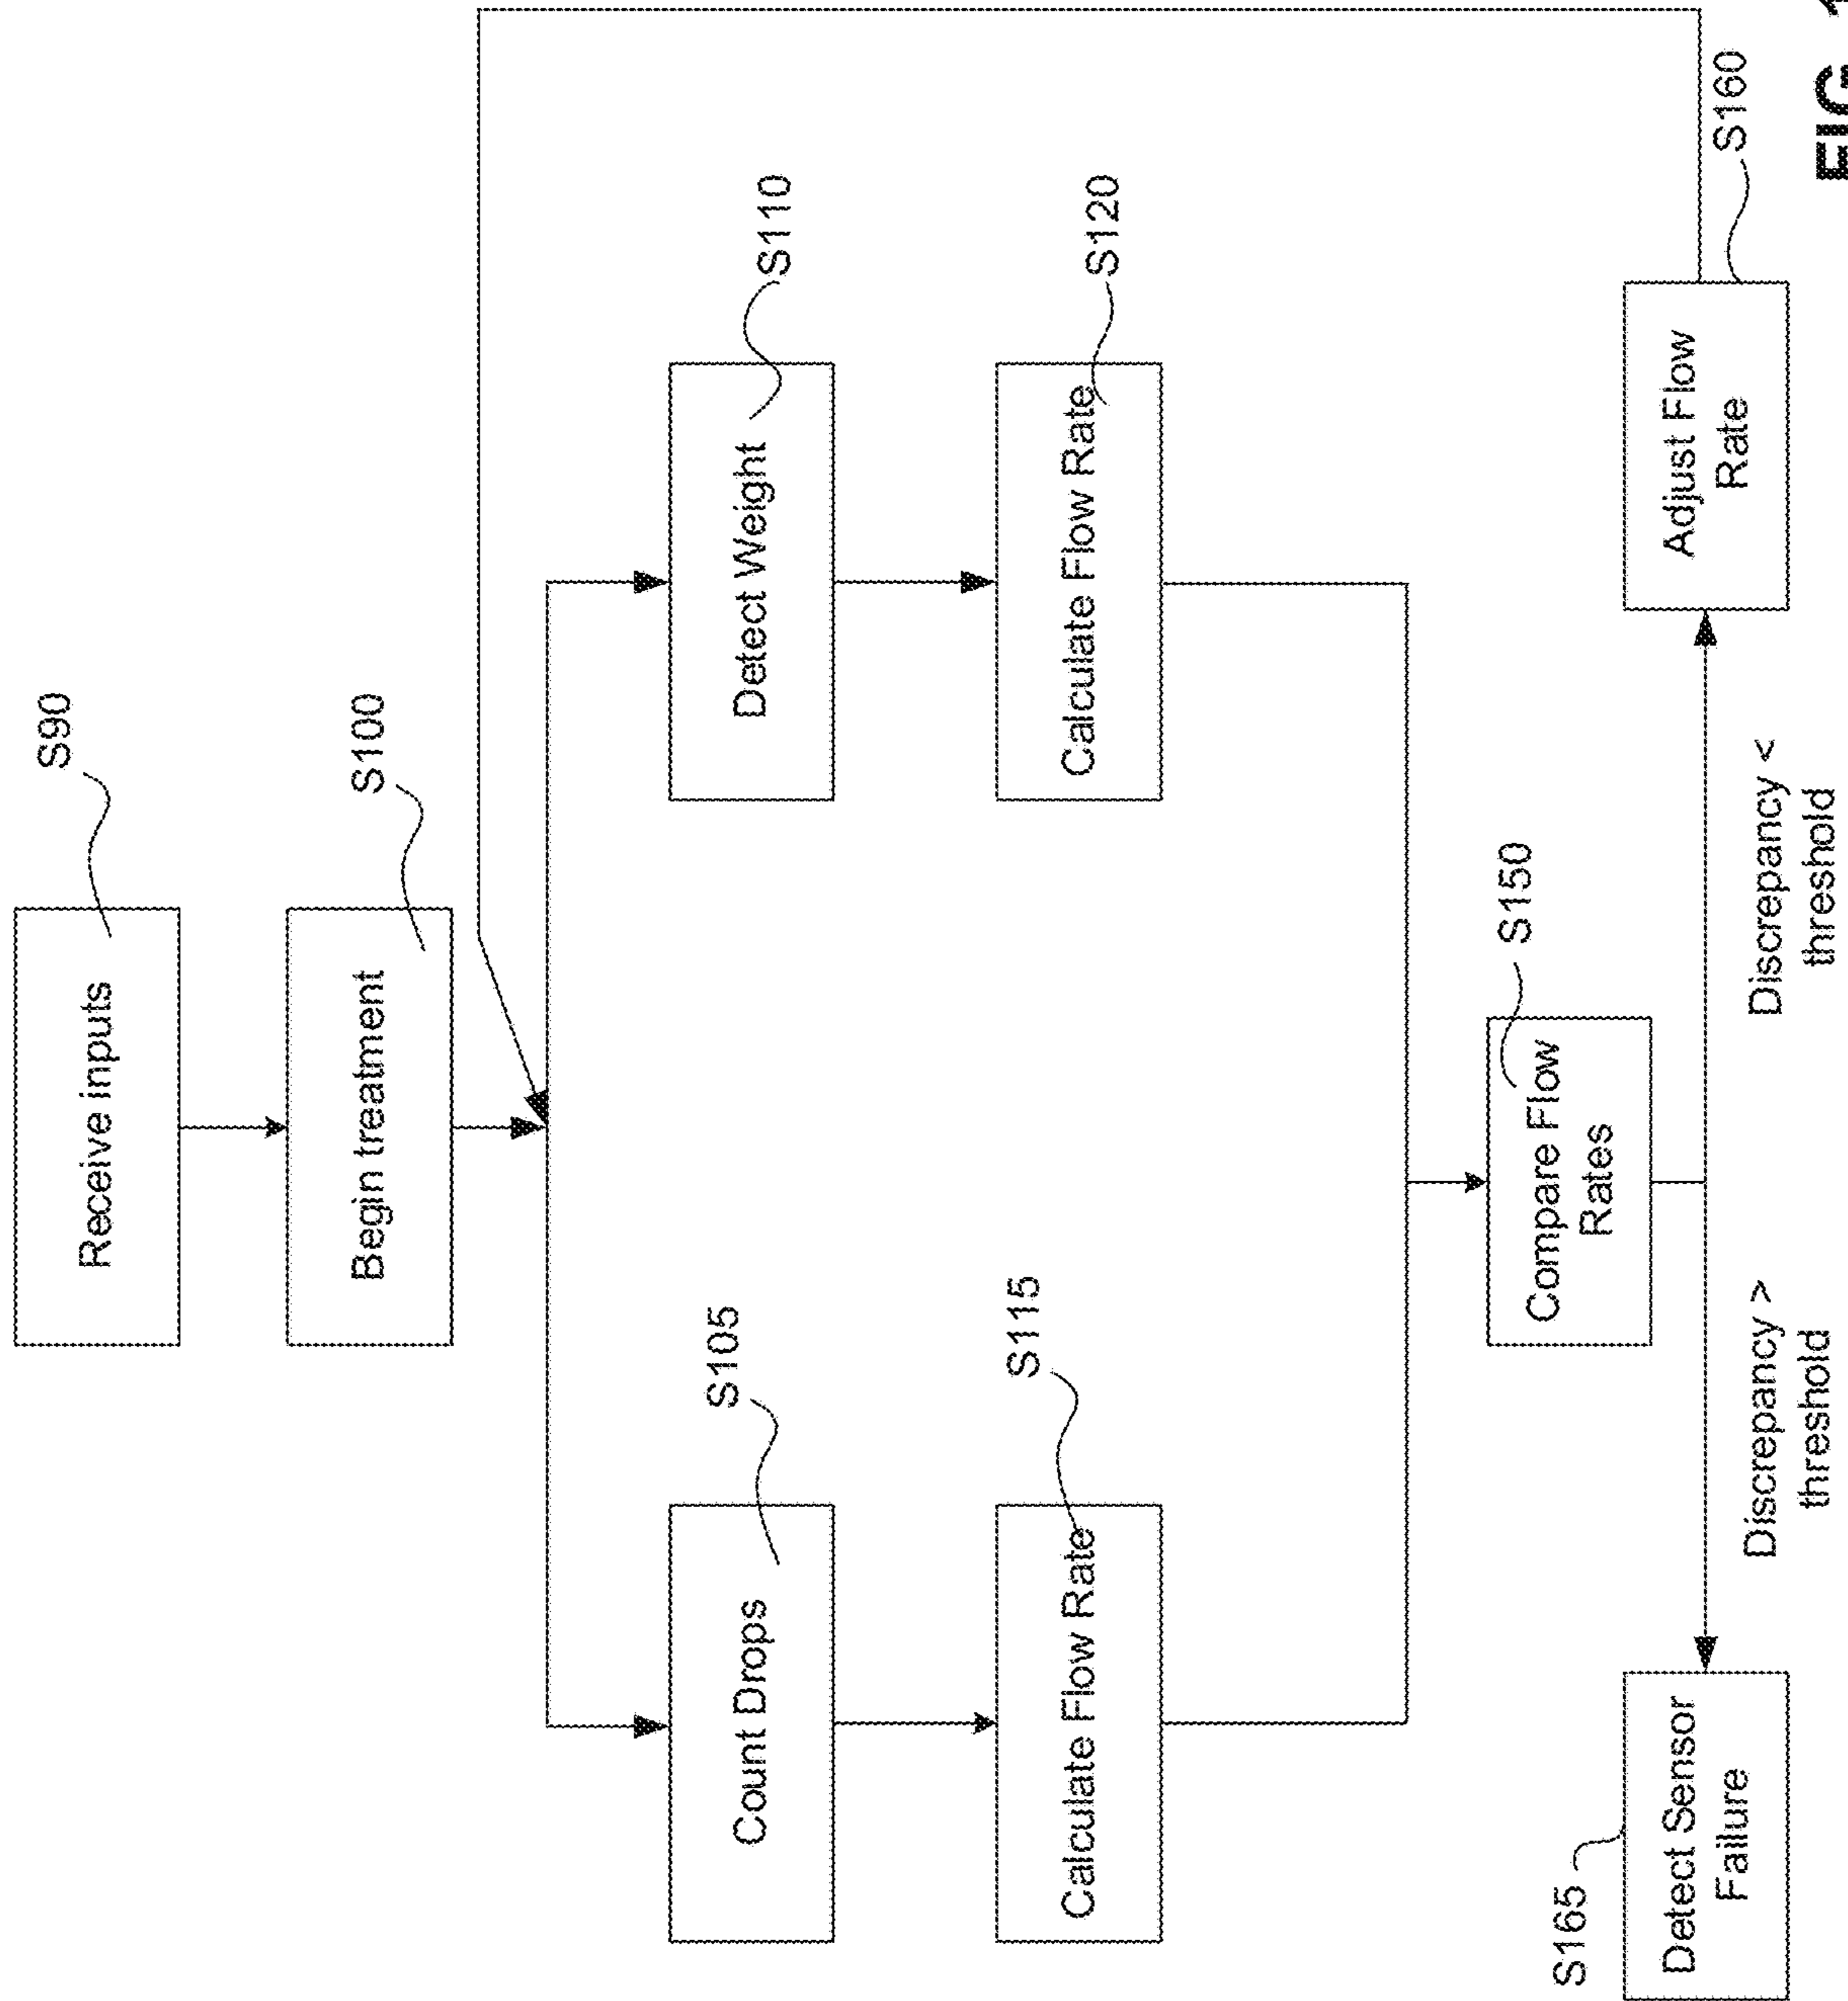 Receive inputs
S90
Begin treatment
S100
Count Drops
S105
Detect Weight
S110
Calculate Flow Rate
S115
Calculate Flow Rate
S120
Compare Flow
Rates
S150
Discrepancy >
threshold
Discrepancy <
threshold
S165
Detect Sensor
Failure
Adjust Flow
Rate
S160
FIG.